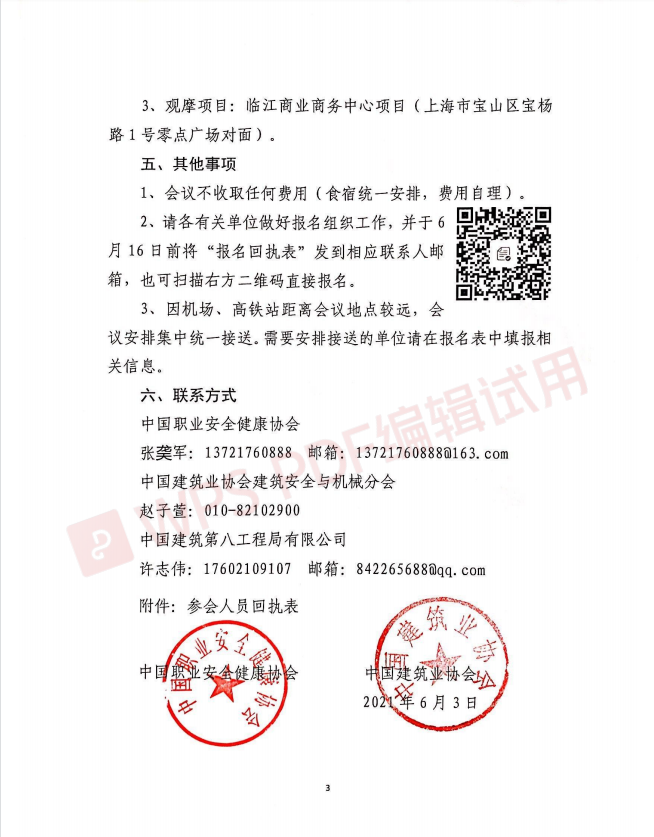 3、观摩项目：临江商业商务中心项目（上海市宝山区宝杨
路1号零点广场对面）。
五、其他事项
1、会议不收取任何费用（食宿统一安排，费用自理）。
2、请各有关单位做好报名组织工作，并于6
月16日前将“报名回执表”发到相应联系人邮
箱，也可扫描右方二维码直接报名。
3、因机场、高铁站距离会议地点较远，会
议安排集中统一接送。需要安排接送的单位请在报名表中填报相
关信息。
六、联系方式
中国职业安全健康协会
张䶮军：13721760888 邮箱：13721760888@163.com
中国建筑业协会建筑安全与机械分会
赵子萱：010-82102900
中国建筑第八工程局有限公司
许志伟：17602109107 邮箱：842265688@qq.com
附件：参会人员回执表
中国职业安全健康协会 中国建筑业协会
2021年6月3日
中国职业安全健康协会
中国建筑业协会
WPS PDF编辑试用
3